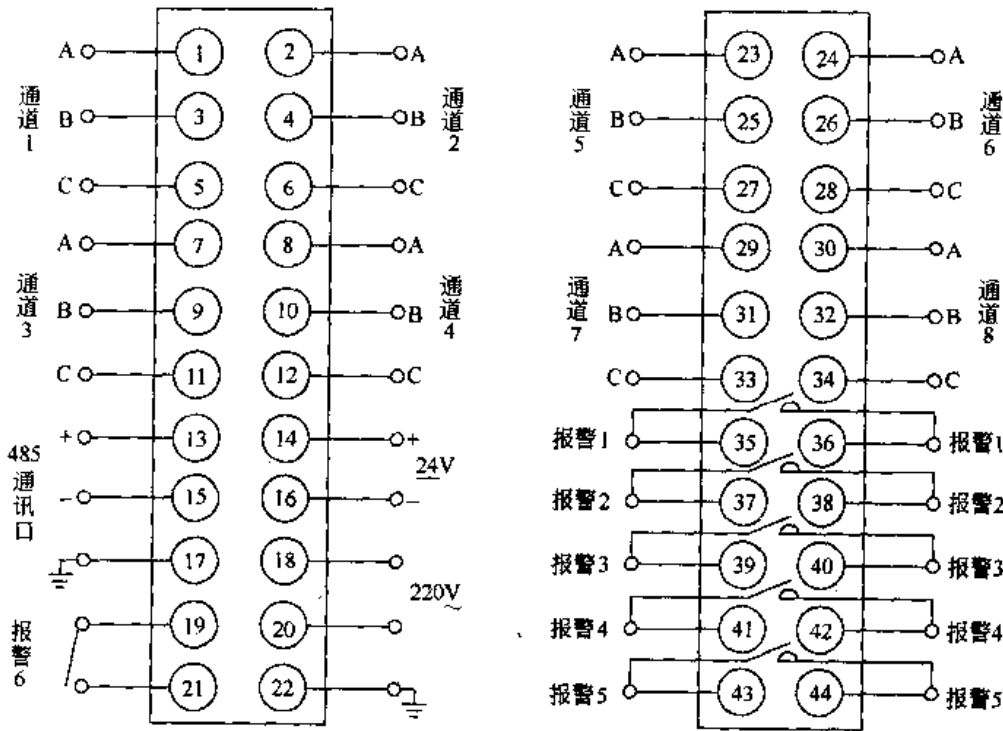 A 1 2 A
通道1 B 3 4 B 通道2
C 5 6 C
A 7 8 A
通道3 B 9 10 B 通道4
C 11 12 C
+ 13 14 +
485通讯口 24V
- 15 16 -
17 18
220V~
19 20
报警6
21 22
A 23 24 A
通道5 B 25 26 B 通道6
C 27 28 C
A 29 30 A
通道7 B 31 32 B 通道8
C 33 34 C
报警1 35 36 报警1
报警2 37 38 报警2
报警3 39 40 报警3
报警4 41 42 报警4
报警5 43 44 报警5